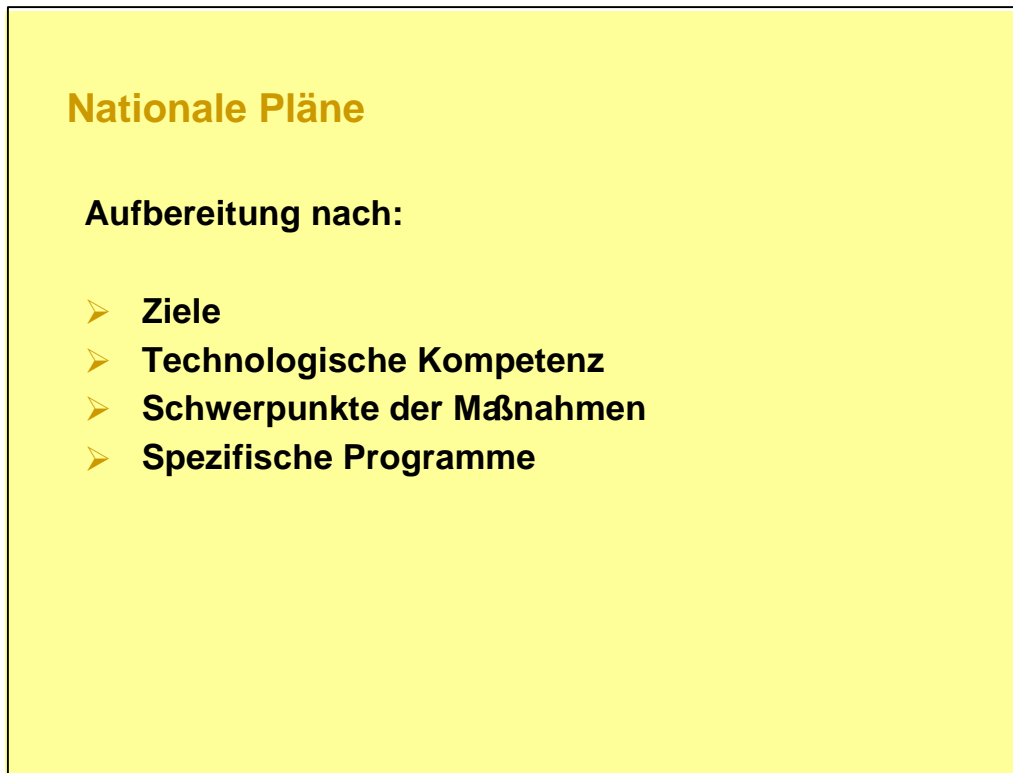 Nationale Pläne
Aufbereitung nach:
➢ Ziele
➢ Technologische Kompetenz
➢ Schwerpunkte der Maßnahmen
➢ Spezifische Programme